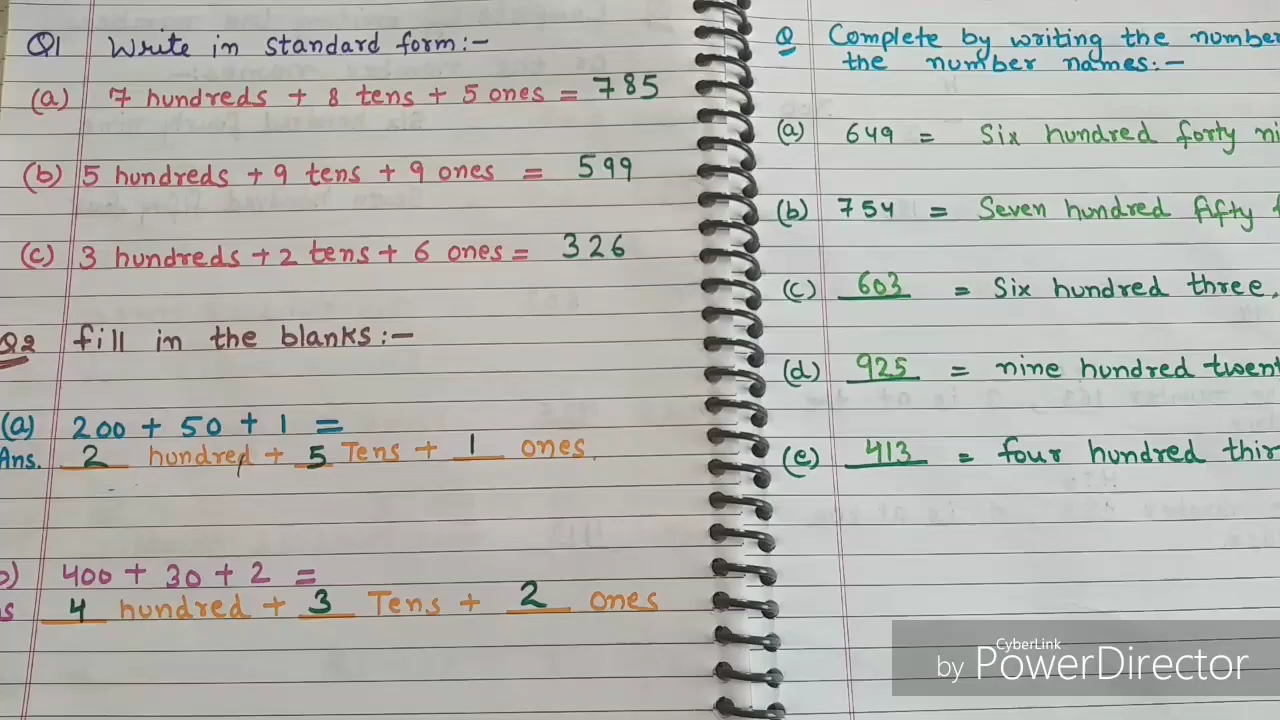 Q1 Write in standard form:-
(a) 7 hundreds + 8 tens + 5 ones = 785
(b) 5 hundreds + 9 tens + 9 ones = 599
(c) 3 hundreds + 2 tens + 6 ones = 326
Q2 fill in the blanks:-
(a) 200 + 50 + 1 =
Ans. 2 hundred + 5 Tens + 1 ones.
400 + 30 + 2 =
4 hundred + 3 Tens + 2 ones
Q Complete by writing the number
the number names:-
(a) 649 = Six hundred forty ni
(b) 754 = Seven hundred fifty
(c) 603 = Six hundred three.
(d) 925 = nine hundred twent
(e) 413 = four hundred thir
CyberLink
by PowerDirector